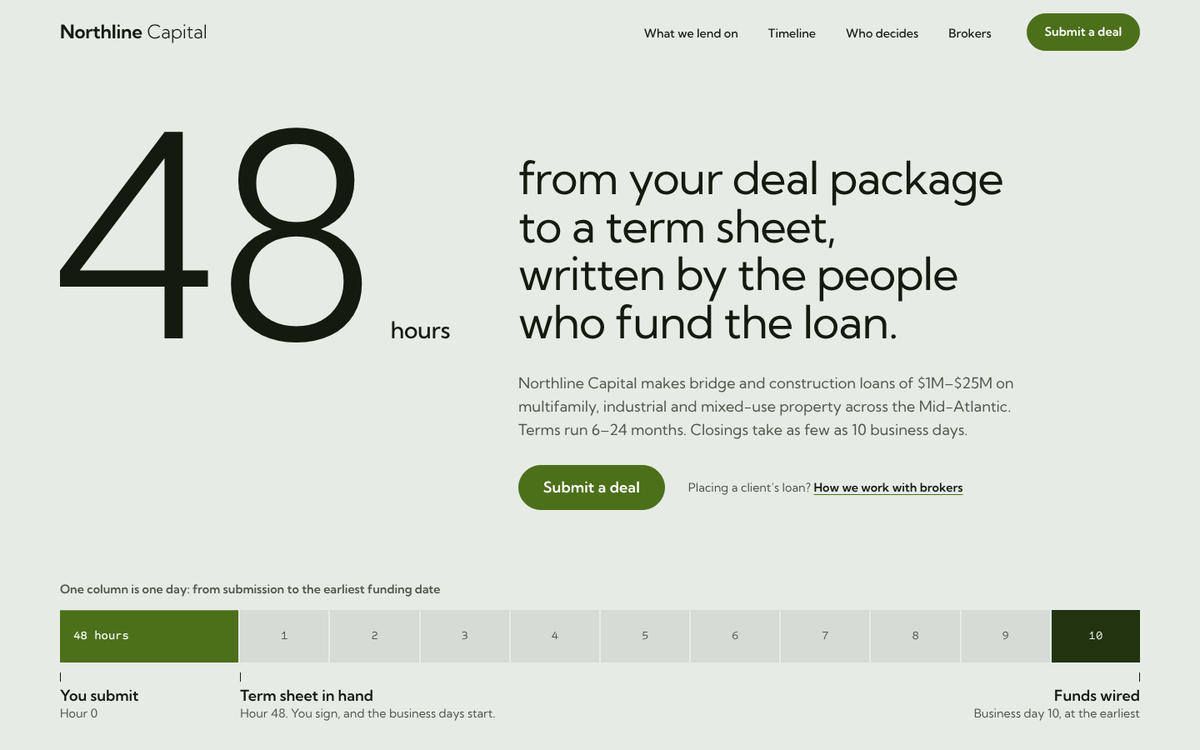 Northline Capital
What we lend on
Timeline
Who decides
Brokers
Submit a deal
48 hours
from your deal package
to a term sheet,
written by the people
who fund the loan.
Northline Capital makes bridge and construction loans of $1M–$25M on
multifamily, industrial and mixed-use property across the Mid-Atlantic.
Terms run 6–24 months. Closings take as few as 10 business days.
Submit a deal
Placing a client’s loan? How we work with brokers
One column is one day: from submission to the earliest funding date
48 hours 1 2 3 4 5 6 7 8 9 10
You submit
Hour 0
Term sheet in hand
Hour 48. You sign, and the business days start.
Funds wired
Business day 10, at the earliest